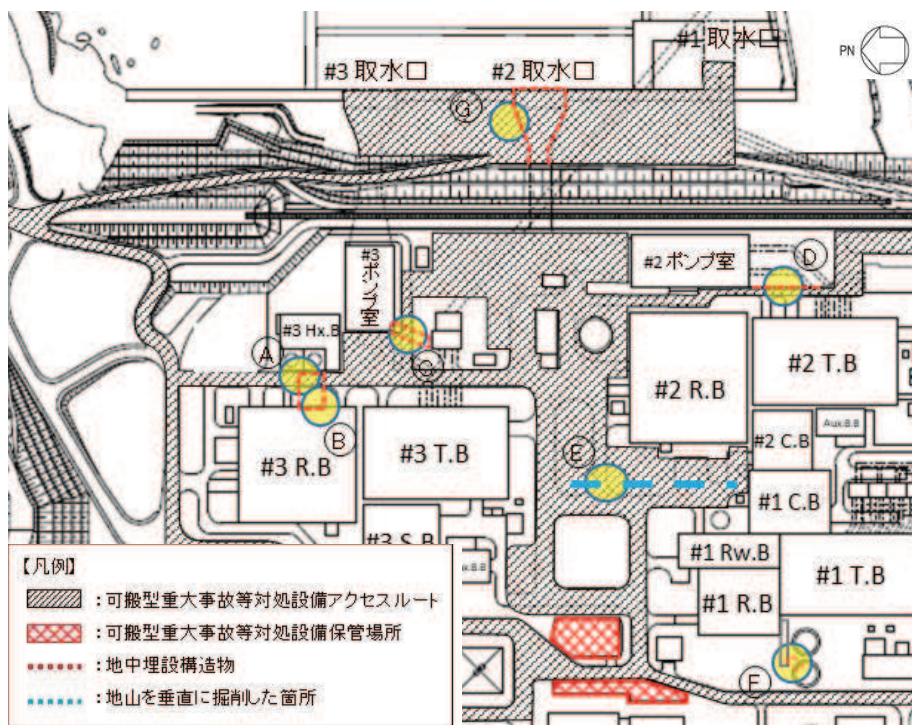 #1 取水口
PN
#3 取水口
#2 取水口
G
#3 ポンプ室
#2 ポンプ室
D
#3 Hx.B
A
C
B
#2 R.B
#2 T.B
#2 C.B
Aux.B.B
E
#3 R.B
#3 T.B
#1 C.B
#3 S.B
#1 Rw.B
#1 T.B
#1 R.B
F
【凡例】
:可搬型重大事故等対処設備アクセスルート
:可搬型重大事故等対処設備保管場所
:地中埋設構造物
:地山を垂直に掘削した箇所